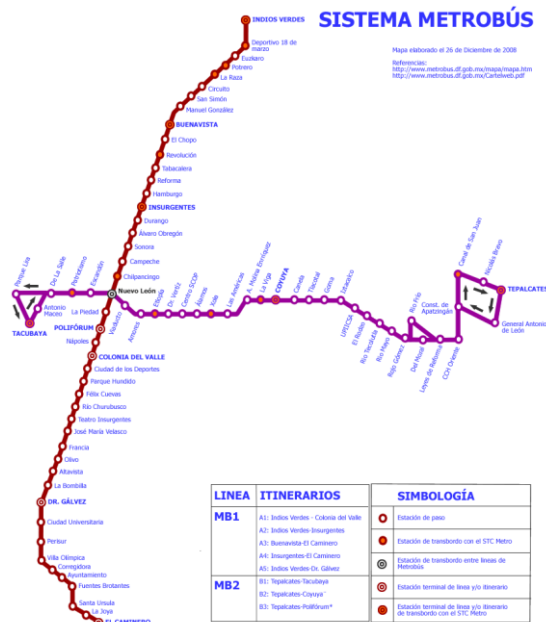 SISTEMA METROBÚS
Mapa elaborado el 26 de Diciembre de 2008
Referencias:
http://www.metrobus.df.gob.mx/mapa/mapa.htm
http://www.metrobus.df.gob.mx/Cartelweb.pdf
INDIOS VERDES
Deportivo 18 de
marzo
Euzkaro
Potrero
La Raza
Circuito
San Simón
Manuel González
BUENAVISTA
El Chopo
Revolución
Tabacalera
Reforma
Hamburgo
INSURGENTES
Durango
Álvaro Obregón
Sonora
Campeche
Chilpancingo
Nuevo León
La Piedad
POLIFÓRUM
Nápoles
COLONIA DEL VALLE
Ciudad de los Deportes
Parque Hundido
Félix Cuevas
Río Churubusco
Teatro Insurgentes
José María Velasco
Francia
Olivo
Altavista
La Bombilla
DR. GÁLVEZ
Ciudad Universitaria
Perisur
Villa Olímpica
Corregidora
Ayuntamiento
Fuentes Brotantes
Santa Ursula
La Joya
EL CAMINERO
TACUBAYA
Parque Lira
Antonio
Maceo
De La Salle
Patriotismo
Escandón
Viaducto
Amores
Etiopía
Dr. Vertiz
Centro SCOP
Álamos
Xola
Las Américas
A. Molina Enríquez
La Viga
COYUYA
Canela
Tlacotal
Goma
Iztacalco
UPIICSA
El Rodeo
Río Tecolutla
Río Mayo
Rojo Gómez
Río Frío
Del Moral
Const. de
Apatzingán
Leyes de Reforma
CCH Oriente
Canal de San Juan
Nicolás Bravo
TEPALCATES
General Antonio
de León
LINEA ITINERARIOS SIMBOLOGÍA
MB1
A1: Indios Verdes - Colonia del Valle
A2: Indios Verdes-Insurgentes
A3: Buenavista-El Caminero
A4: Insurgentes-El Caminero
A5: Indios Verdes-Dr. Gálvez
MB2
B1: Tepalcates-Tacubaya
B2: Tepalcates-Coyuya*
B3: Tepalcates-Polifórum*
Estación de paso
Estación de transbordo con el STC Metro
Estación de transbordo entre líneas de
Metrobús
Estación terminal de línea y/o itinerario
Estación terminal de línea y/o itinerario
de transbordo con el STC Metro